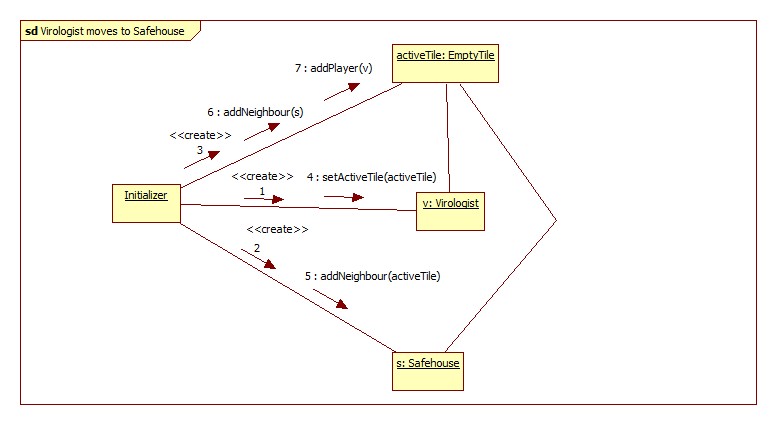 sd Virologist moves to Safehouse
activeTile: EmptyTile
7 : addPlayer(v)
6 : addNeighbour(s)
<<create>>
3
<<create>>
1
4 : setActiveTile(activeTile)
Initializer
v: Virologist
<<create>>
2
5 : addNeighbour(activeTile)
s: Safehouse